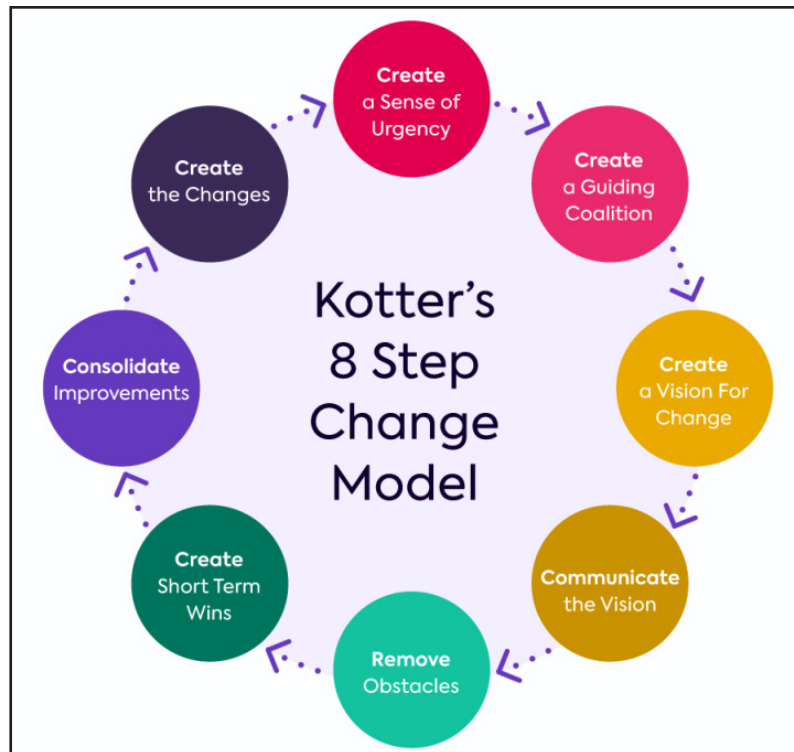 Kotter's
8 Step
Change
Model
Create
a Sense of
Urgency
Create
a Guiding
Coalition
Create
a Vision For
Change
Communicate
the Vision
Remove
Obstacles
Create
Short Term
Wins
Consolidate
Improvements
Create
the Changes